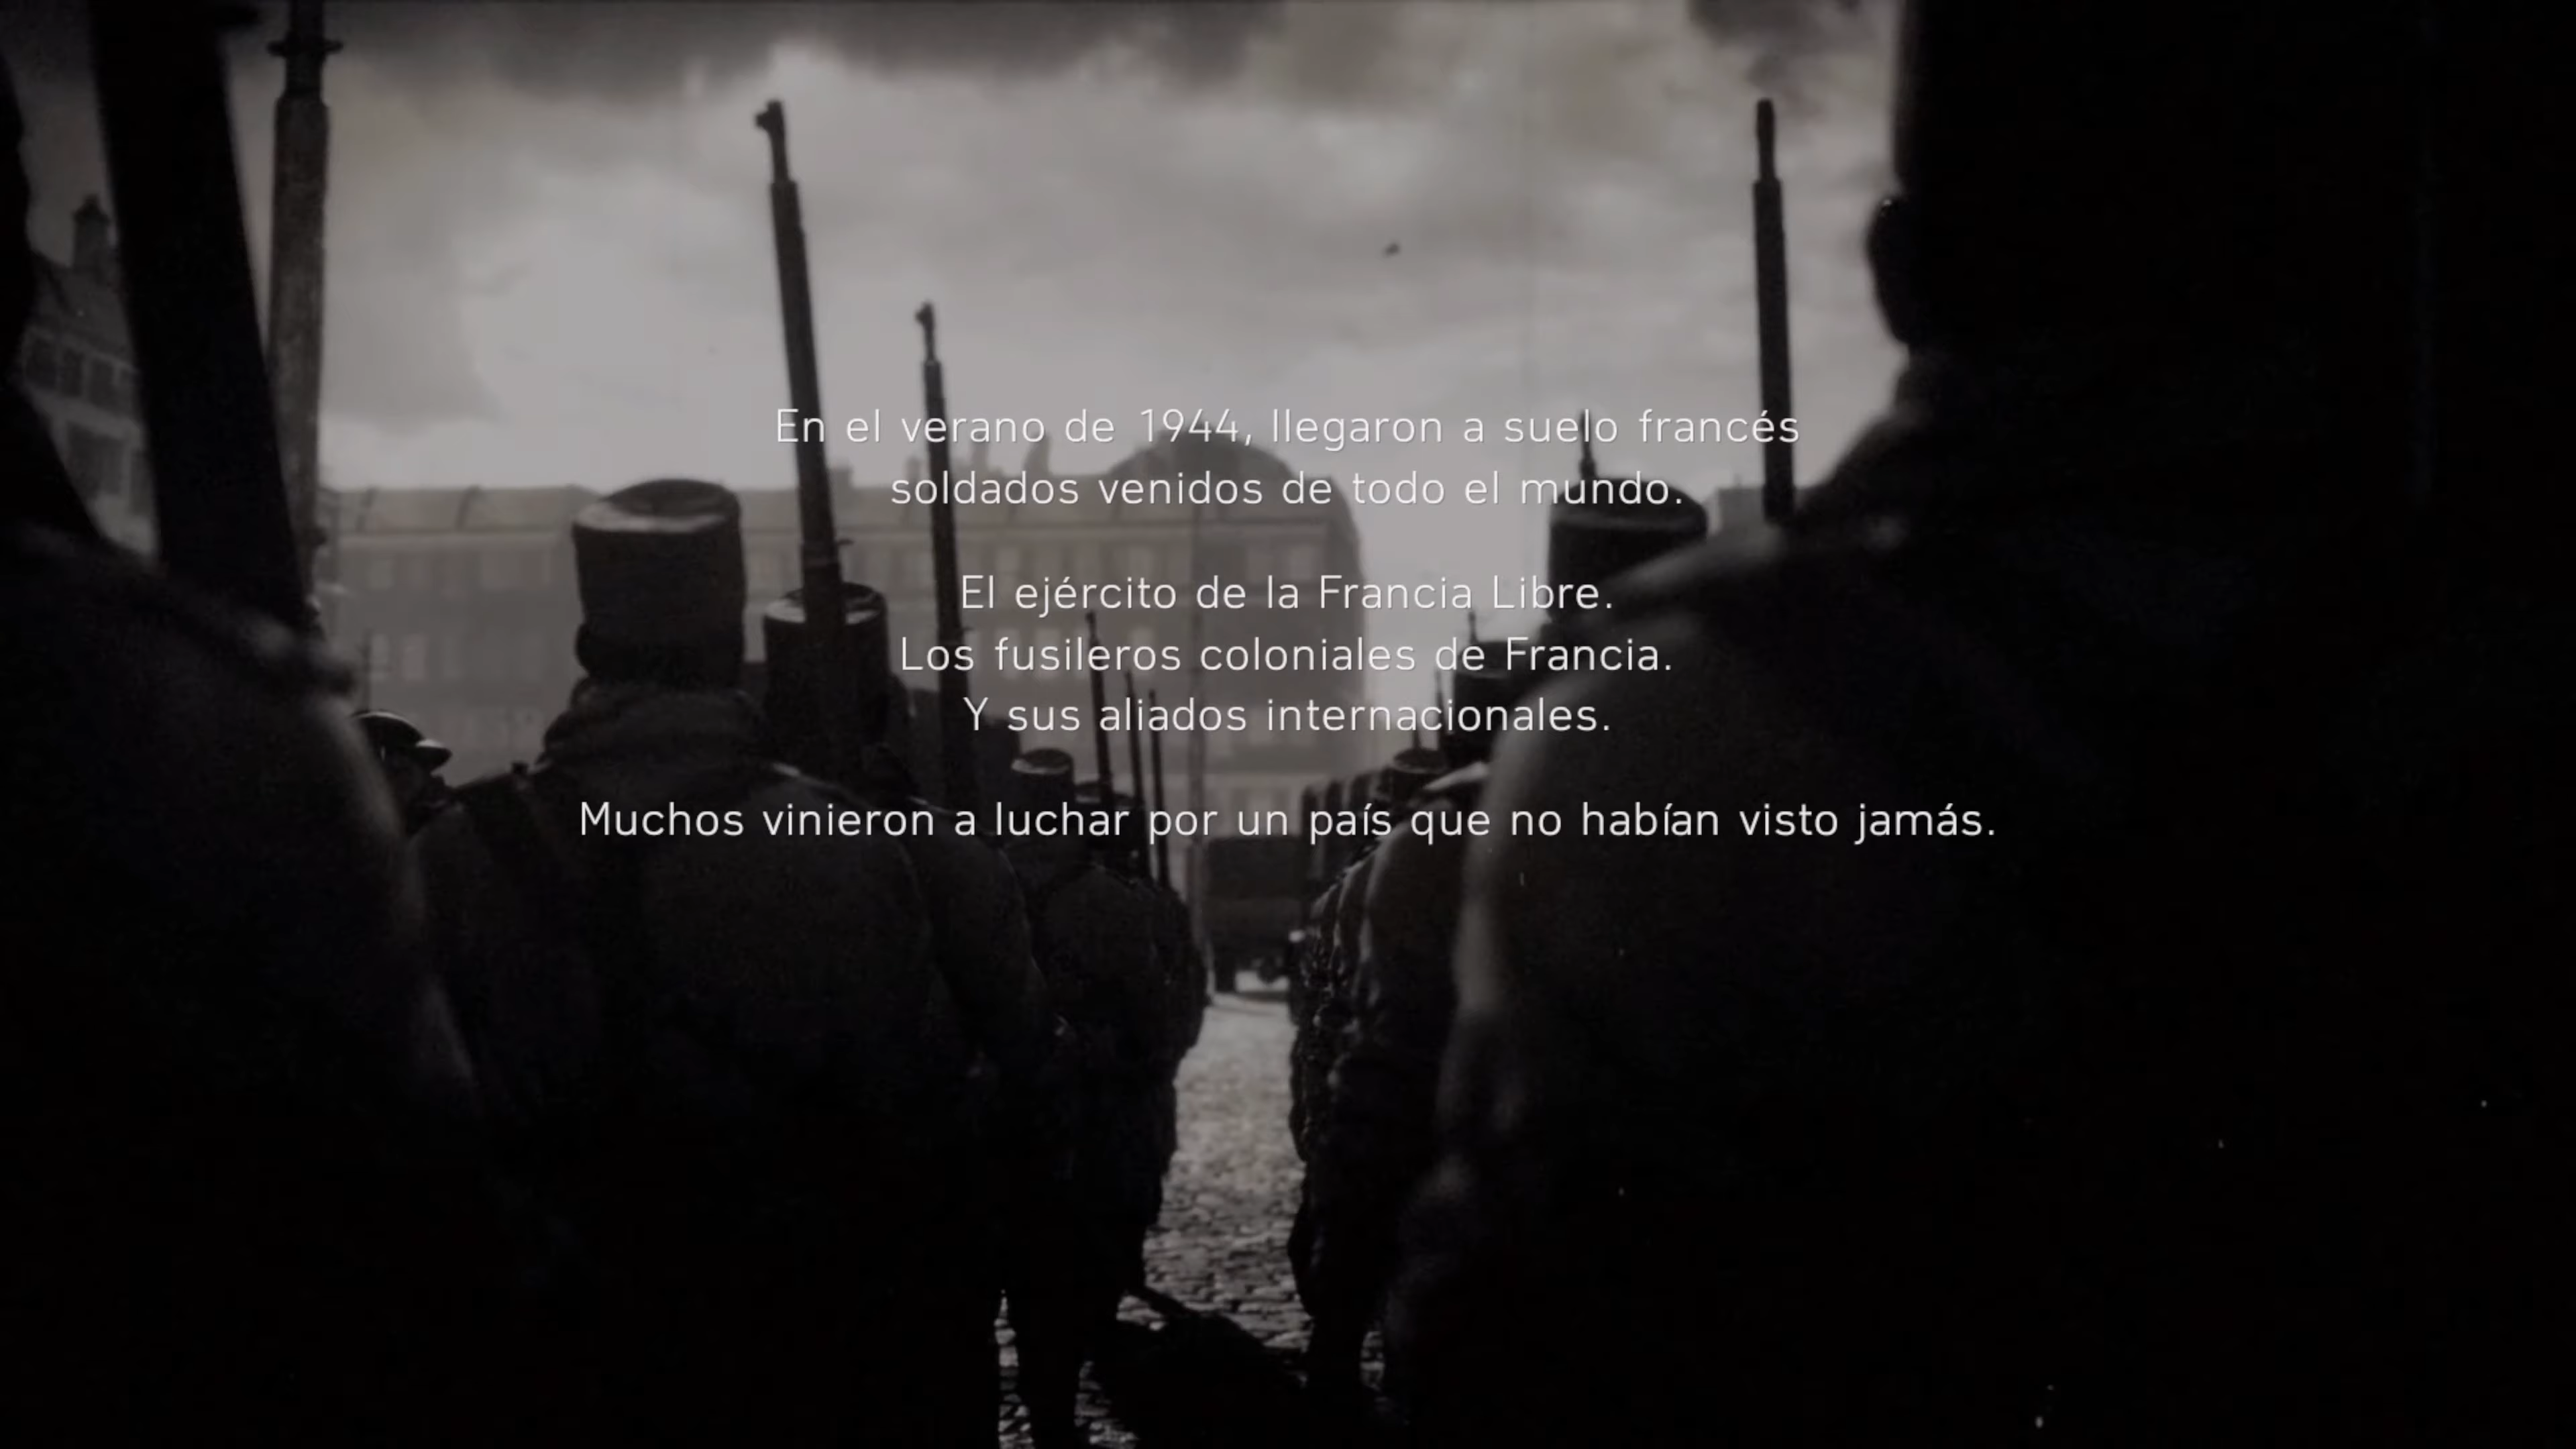 En el verano de 1944, llegaron a suelo francés
soldados venidos de todo el mundo.
El ejército de la Francia Libre.
Los fusileros coloniales de Francia.
Y sus aliados internacionales.
Muchos vinieron a luchar por un país que no habían visto jamás.